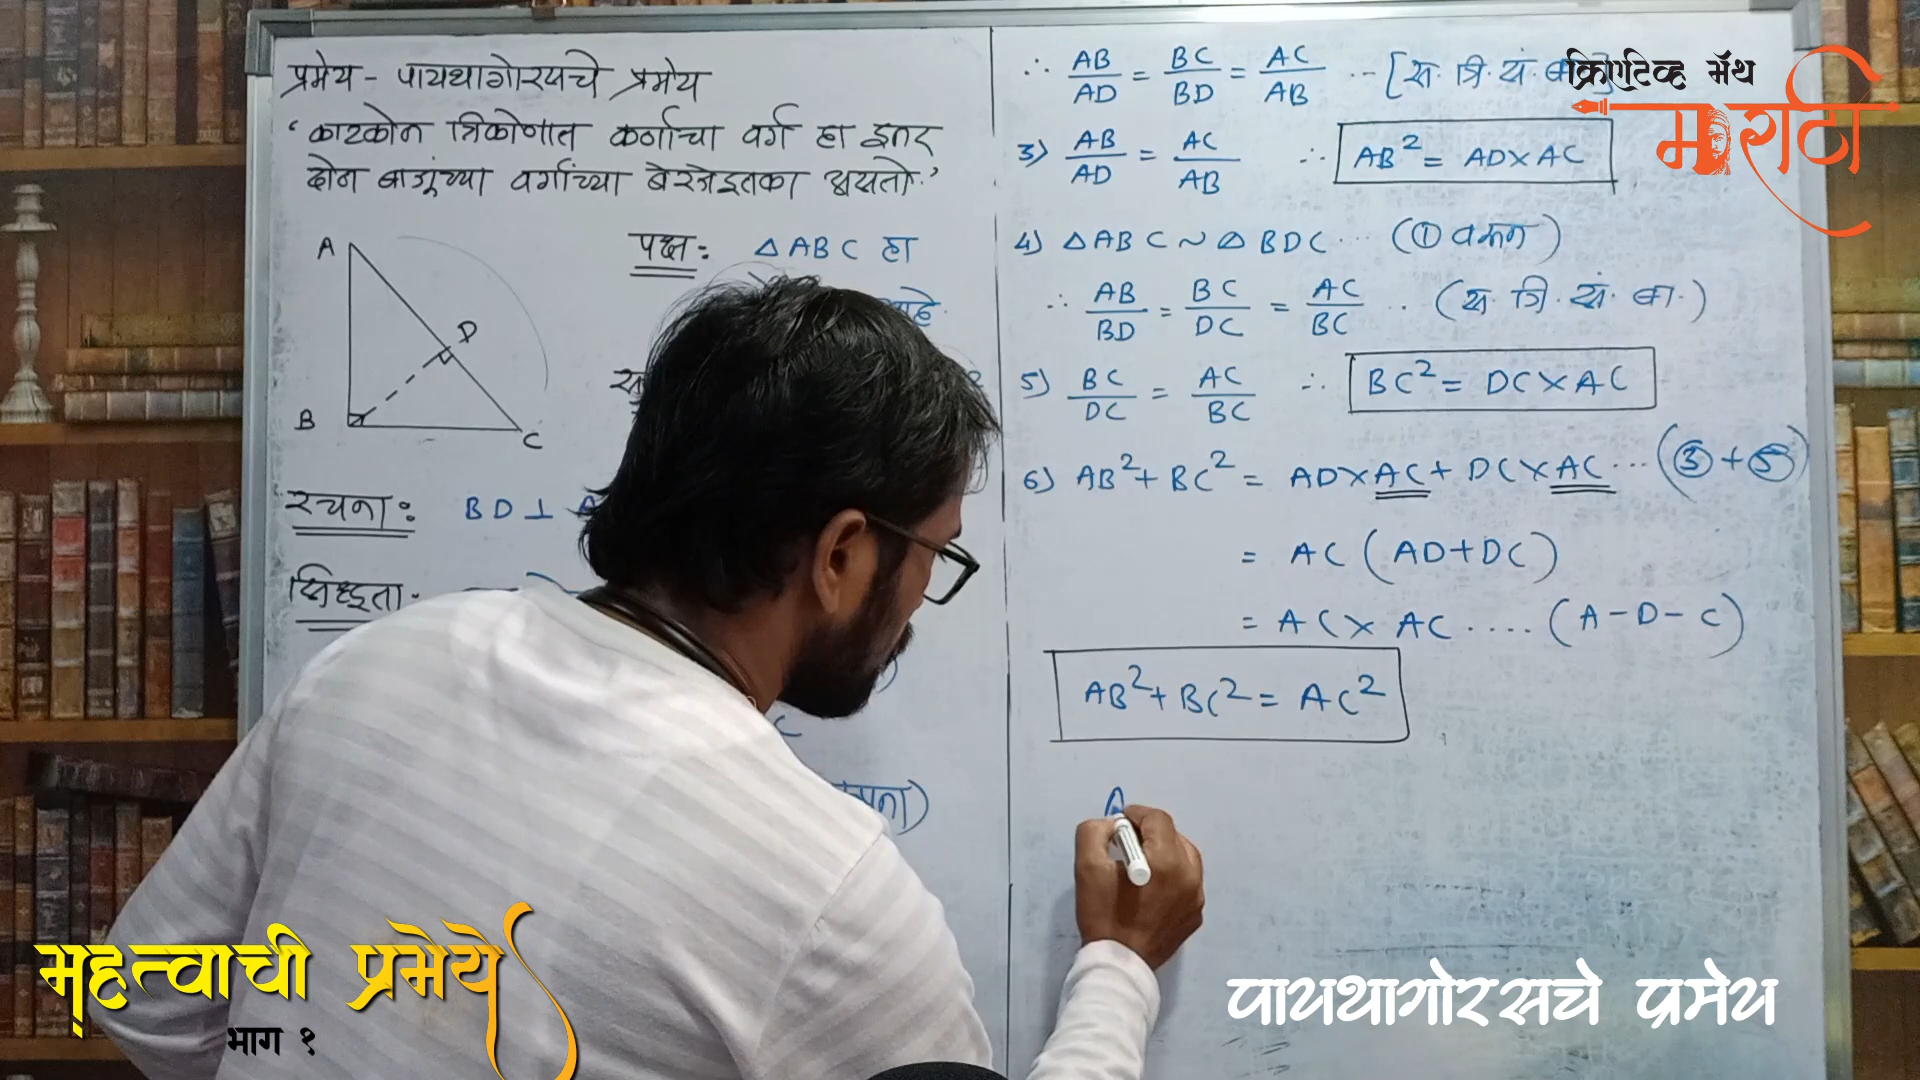 प्रमेय - पायथागोरसचे प्रमेय
'काटकोन त्रिकोणात कर्णाचा वर्ग हा इतर
दोन बाजूंच्या वर्गांच्या बेरजेइतका असतो.'
A
D
B
C
पक्ष: △ABC हा
आहे.
रचना: BD⊥
सिद्धता:
∴ AB/AD = BC/BD = AC/AB
3) AB/AD = AC/AB ∴ AB² = AD×AC
4) △ABC ~ △BDC ... (① वरून)
∴ AB/BD = BC/DC = AC/BC .. (स. त्रि. सं. बा.)
5) BC/DC = AC/BC ∴ BC² = DC×AC
6) AB²+BC² = AD×AC + DC×AC ... (③+⑤)
= AC(AD+DC)
= AC×AC .... (A-D-C)
AB²+BC² = AC²
A
क्रिएटिव्ह मॅथ
मराठी
महत्वाची प्रमेये
भाग १
पायथागोरसचे प्रमेय